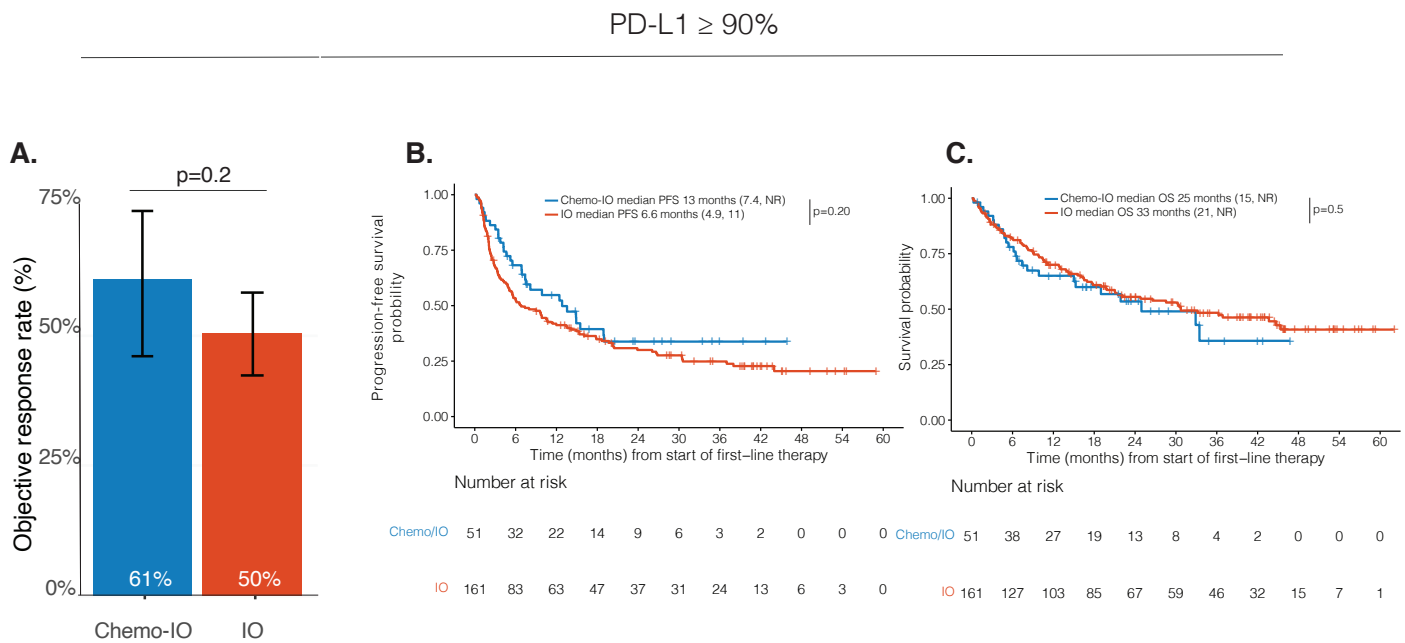 PD-L1 ≥ 90%
A.
p=0.2
Objective response rate (%)
75%
50%
25%
0%
61%
50%
Chemo-IO
IO
B.
Progression-free survival
probbility
1.00
0.75
0.50
0.25
0.00
Chemo-IO median PFS 13 months (7.4, NR)
IO median PFS 6.6 months (4.9, 11)
p=0.20
0 6 12 18 24 30 36 42 48 54 60
Time (months) from start of first–line therapy
Number at risk
Chemo/IO 51 32 22 14 9 6 3 2 0 0 0
IO 161 83 63 47 37 31 24 13 6 3 0
C.
Survival probability
1.00
0.75
0.50
0.25
0.00
Chemo-IO median OS 25 months (15, NR)
IO median OS 33 months (21, NR)
p=0.5
0 6 12 18 24 30 36 42 48 54 60
Time (months) from start of first–line therapy
Number at risk
Chemo/IO 51 38 27 19 13 8 4 2 0 0 0
IO 161 127 103 85 67 59 46 32 15 7 1